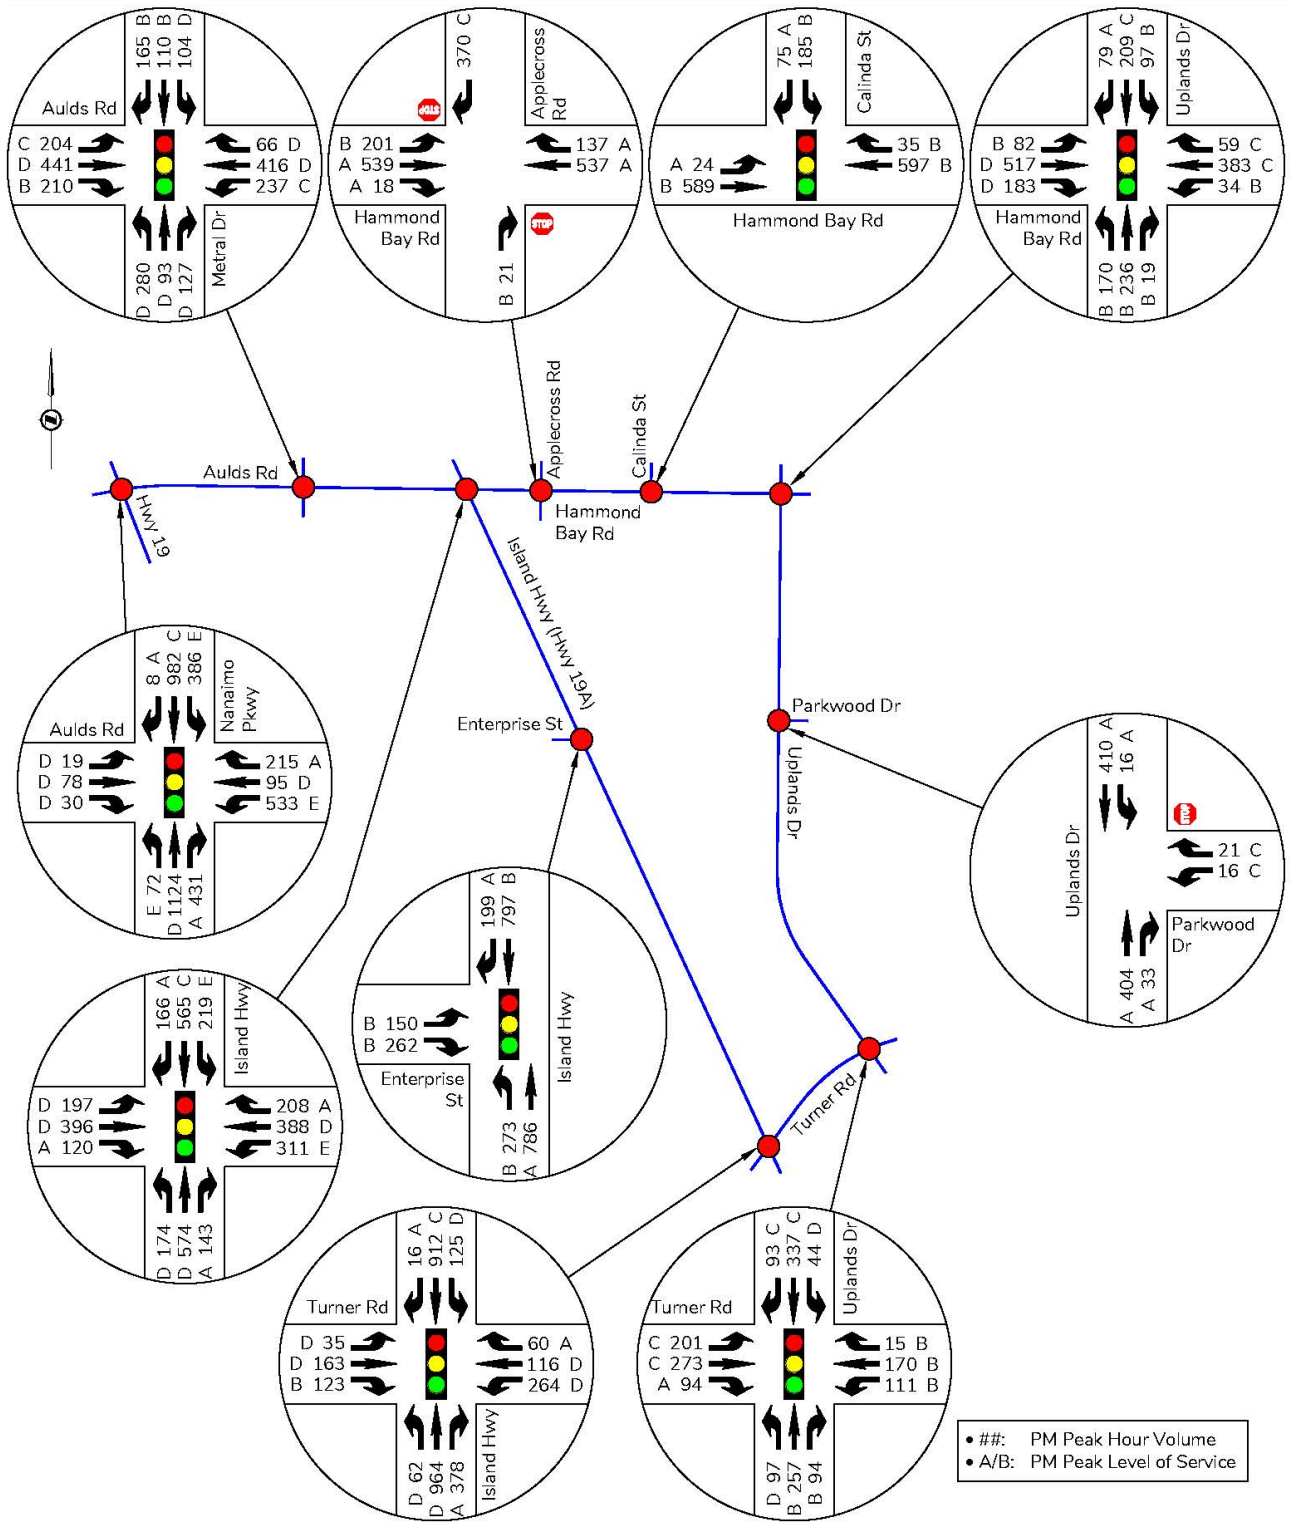 165 B
110 B
104 D
Aulds Rd
C 204
D 441
B 210
66 D
416 D
237 C
D 280
D 93
D 127
Metral Dr
370 C
Applecross
Rd
STOP
B 201
A 539
A 18
137 A
537 A
Hammond
Bay Rd
STOP
B 21
75 A
185 B
Calinda St
A 24
B 589
35 B
597 B
Hammond Bay Rd
79 A
209 C
97 B
Uplands Dr
B 82
D 517
D 183
59 C
383 C
34 B
Hammond
Bay Rd
B 170
B 236
B 19
Z
Aulds Rd
Hwy 19
Applecross Rd
Calinda St
Hammond
Bay Rd
Island Hwy (Hwy 19A)
Enterprise St
Parkwood Dr
Uplands Dr
Turner Rd
8 A
982 C
386 E
Nanaimo
Pkwy
Aulds Rd
D 19
D 78
D 30
215 A
95 D
533 E
E 72
D 1124
A 431
410 A
16 A
STOP
Uplands Dr
21 C
16 C
Parkwood
Dr
A 404
A 33
199 A
797 B
B 150
B 262
Enterprise
St
Island Hwy
B 273
A 786
166 A
565 C
219 E
Island Hwy
D 197
D 396
A 120
208 A
388 D
311 E
D 174
D 574
A 143
16 A
912 C
125 D
Turner Rd
D 35
D 163
B 123
60 A
116 D
264 D
D 62
D 964
A 378
Island Hwy
93 C
337 C
44 D
Uplands Dr
Turner Rd
C 201
C 273
A 94
15 B
170 B
111 B
D 97
B 257
B 94
• ##: PM Peak Hour Volume
• A/B: PM Peak Level of Service